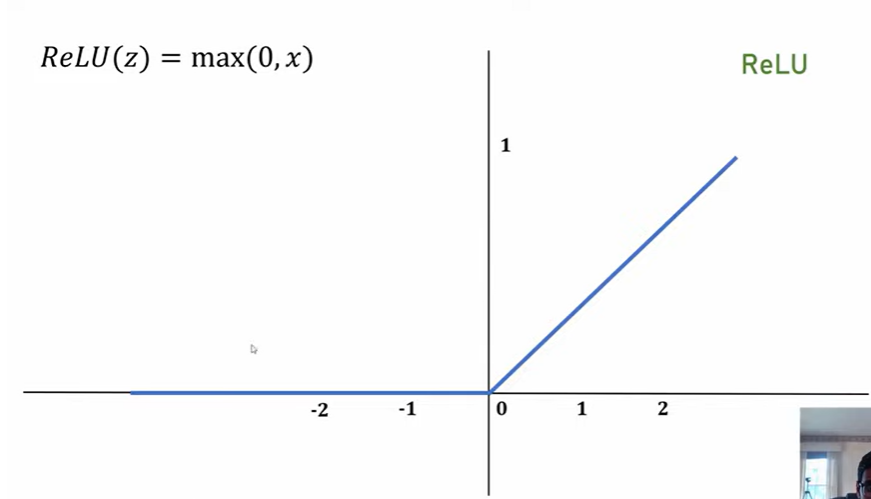 ReLU(z) = max(0, x)
ReLU
1
-2 -1 0 1 2